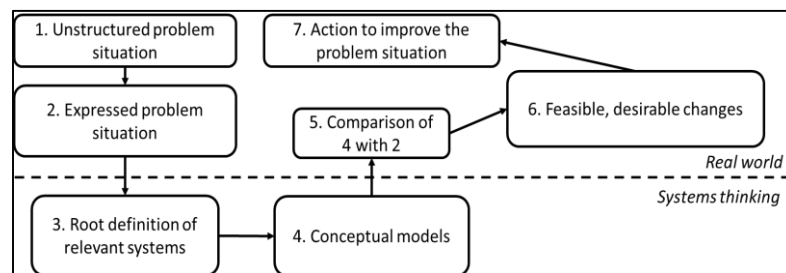 1. Unstructured problem
situation
2. Expressed problem
situation
3. Root definition of
relevant systems
4. Conceptual models
5. Comparison of
4 with 2
6. Feasible, desirable changes
7. Action to improve the
problem situation
Real world
Systems thinking